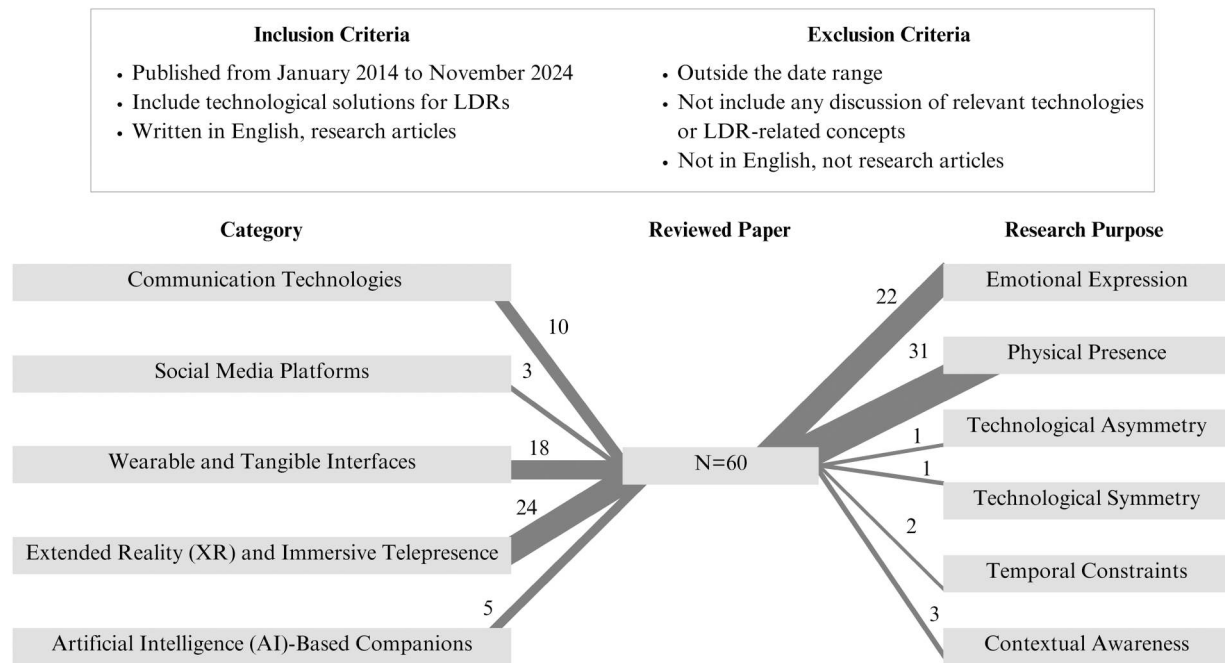 Inclusion Criteria
• Published from January 2014 to November 2024
• Include technological solutions for LDRs
• Written in English, research articles
Exclusion Criteria
• Outside the date range
• Not include any discussion of relevant technologies
or LDR-related concepts
• Not in English, not research articles
Category
Communication Technologies
Social Media Platforms
Wearable and Tangible Interfaces
Extended Reality (XR) and Immersive Telepresence
Artificial Intelligence (AI)-Based Companions
10
3
18
24
5
Reviewed Paper
N=60
22
31
1
1
2
3
Research Purpose
Emotional Expression
Physical Presence
Technological Asymmetry
Technological Symmetry
Temporal Constraints
Contextual Awareness